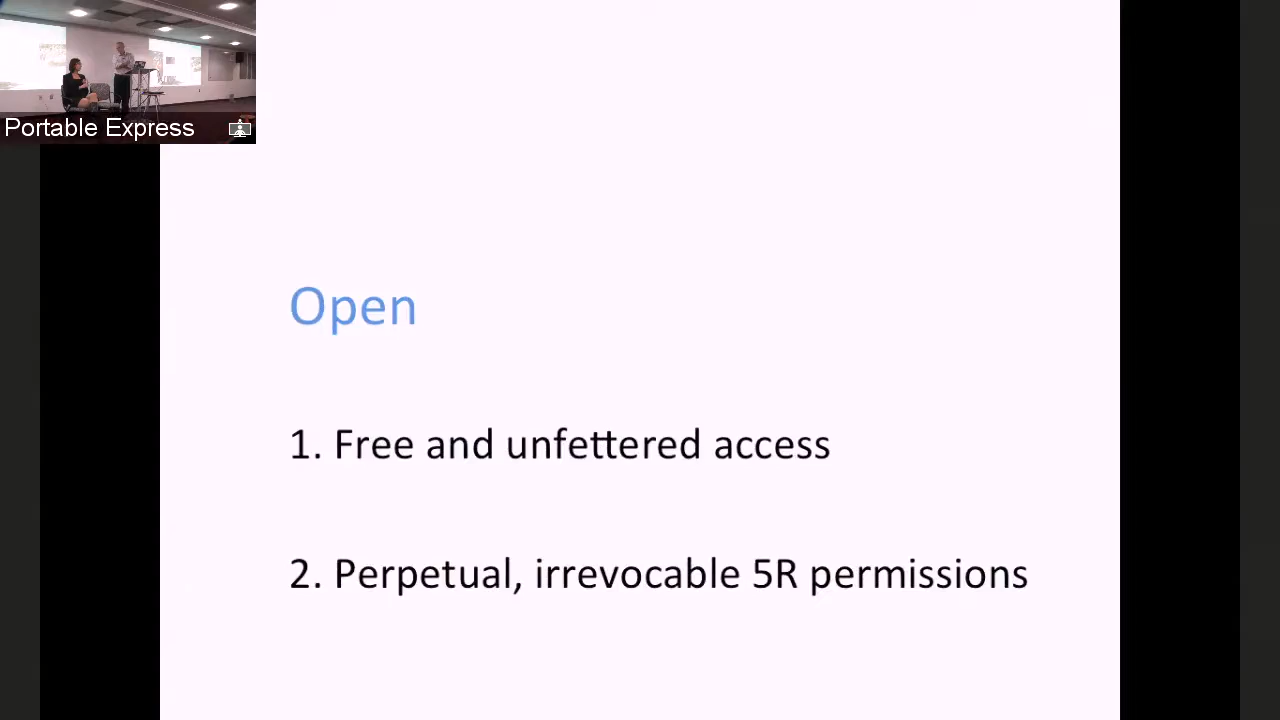 Portable Express
Open
1. Free and unfettered access
2. Perpetual, irrevocable 5R permissions